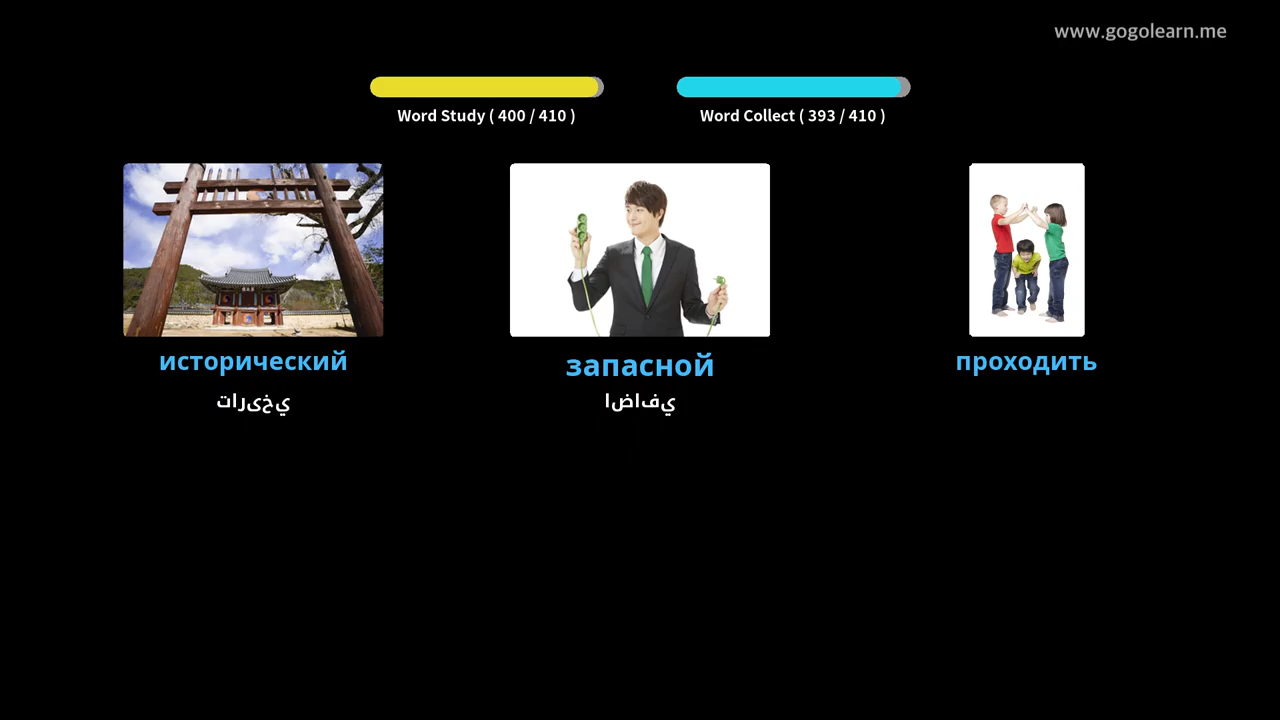 www.gogolearn.me
Word Study ( 400 / 410 )
Word Collect ( 393 / 410 )
исторический
запасной
проходить
تاريخي
اضافي